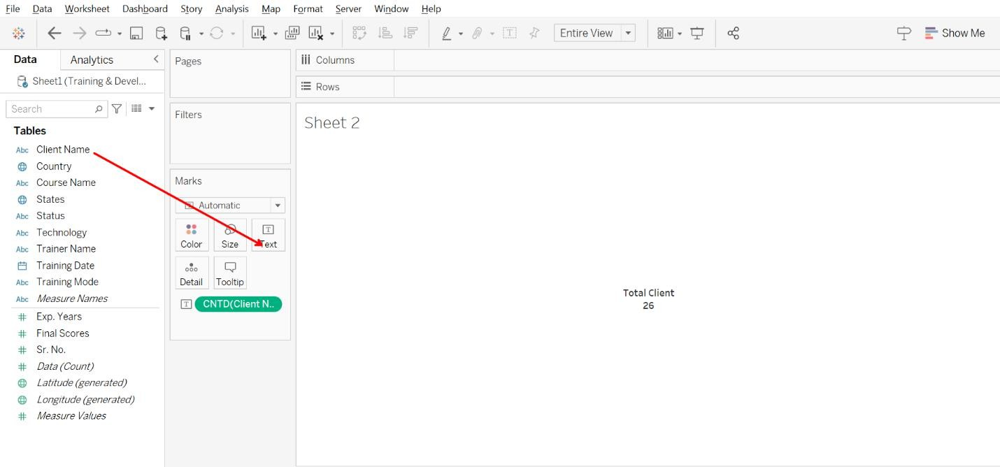 File Data Worksheet Dashboard Story Analysis Map Format Server Window Help
Entire View
Show Me
Data Analytics
Sheet1 (Training & Devel...
Search
Tables
Abc Client Name
Country
Abc Course Name
States
Abc Status
Abc Technology
Abc Trainer Name
Training Date
Abc Training Mode
Abc Measure Names
# Exp. Years
# Final Scores
# Sr. No.
# Data (Count)
Latitude (generated)
Longitude (generated)
# Measure Values
Pages
Filters
Marks
T Automatic
Color Size T Text
Detail Tooltip
T CNTD(Client N..
Columns
Rows
Sheet 2
Total Client
26